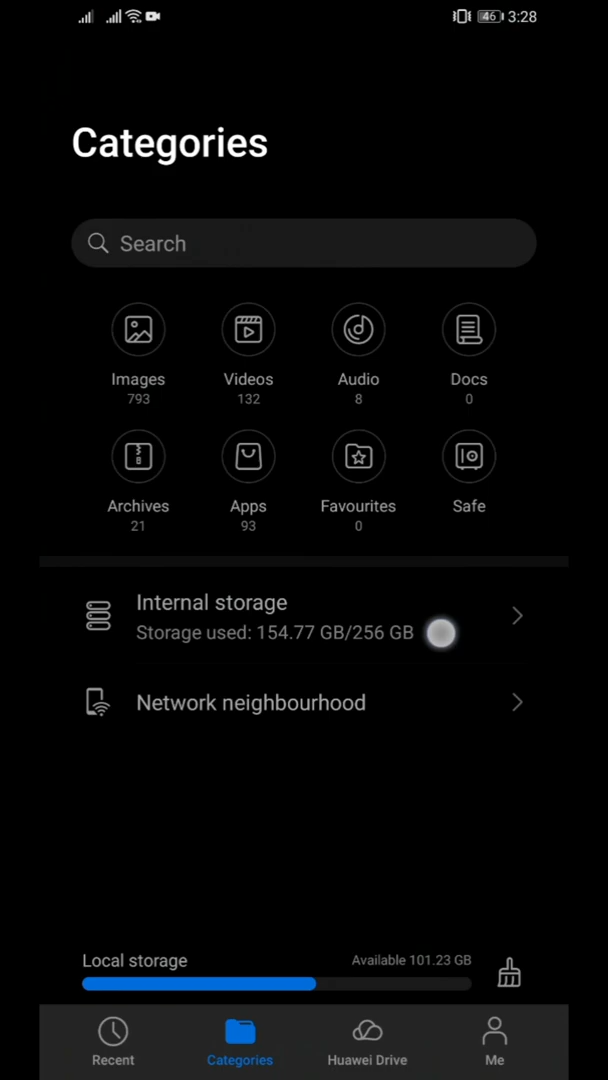 46 3:28
Categories
Search
Images Videos Audio Docs
793 132 8 0
Archives Apps Favourites Safe
21 93 0
Internal storage
Storage used: 154.77 GB/256 GB
Network neighbourhood
Local storage Available 101.23 GB
Recent Categories Huawei Drive Me